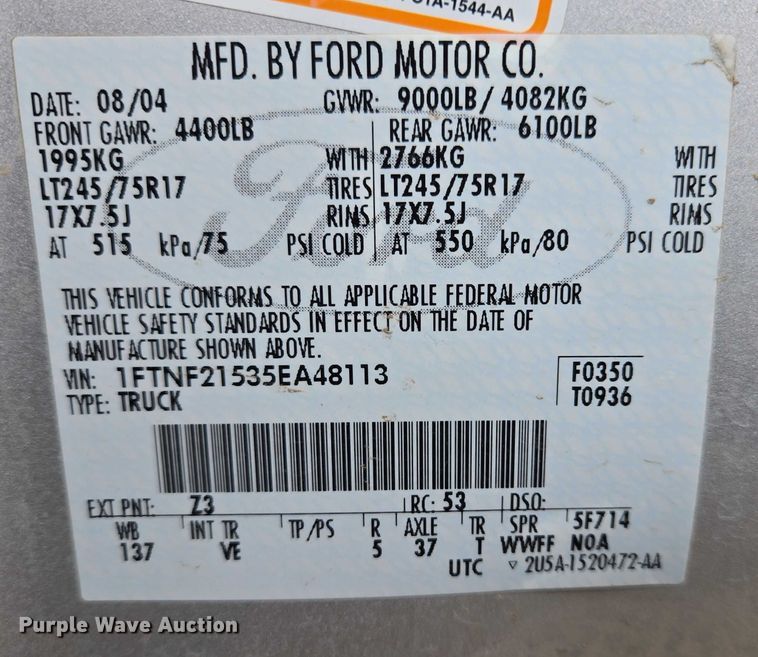 1A-1544-AA
MFD. BY FORD MOTOR CO.
DATE: 08/04 GVWR: 9000LB/ 4082KG
FRONT GAWR: 4400LB REAR GAWR: 6100LB
1995KG WITH 2766KG WITH
LT245/75R17 TIRES LT245/75R17 TIRES
17X7.5J RIMS 17X7.5J RIMS
AT 515 kPa/75 PSI COLD AT 550 kPa/80 PSI COLD
Ford
THIS VEHICLE CONFORMS TO ALL APPLICABLE FEDERAL MOTOR
VEHICLE SAFETY STANDARDS IN EFFECT ON THE DATE OF
MANUFACTURE SHOWN ABOVE.
VIN: 1FTNF21535EA48113 F0350
TYPE: TRUCK T0936
EXT PNT: Z3 RC: 53 DSO:
WB INT TR TP/PS R AXLE TR SPR 5F714
137 VE 5 37 T WWFF NOA
UTC ▽ 2U5A-1520472-AA
Purple Wave Auction